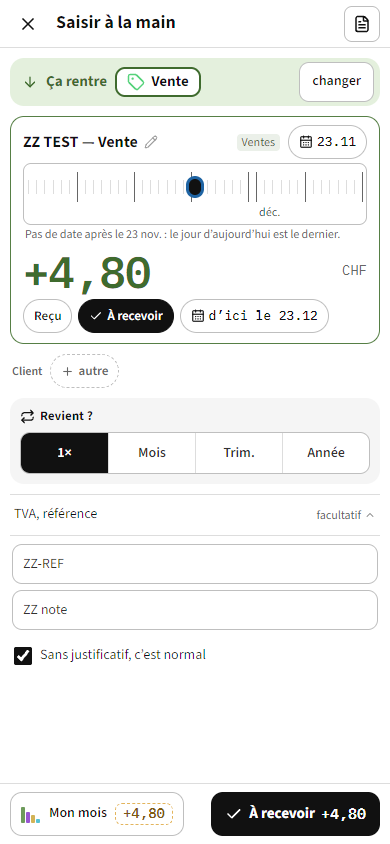 Saisir à la main
Ça rentre
Vente
changer
ZZ TEST — Vente
Ventes
23.11
déc.
Pas de date après le 23 nov. : le jour d’aujourd’hui est le dernier.
+4,80
CHF
Reçu
À recevoir
d’ici le 23.12
Client
+ autre
Revient ?
1×
Mois
Trim.
Année
TVA, référence
facultatif
ZZ-REF
ZZ note
Sans justificatif, c’est normal
Mon mois
+4,80
À recevoir +4,80